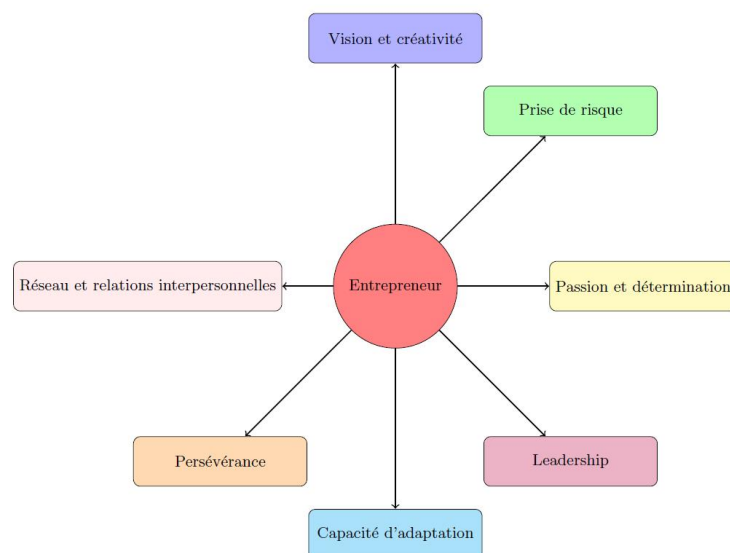 Vision et créativité
Prise de risque
Réseau et relations interpersonnelles
Entrepreneur
Passion et détermination
Persévérance
Leadership
Capacité d'adaptation